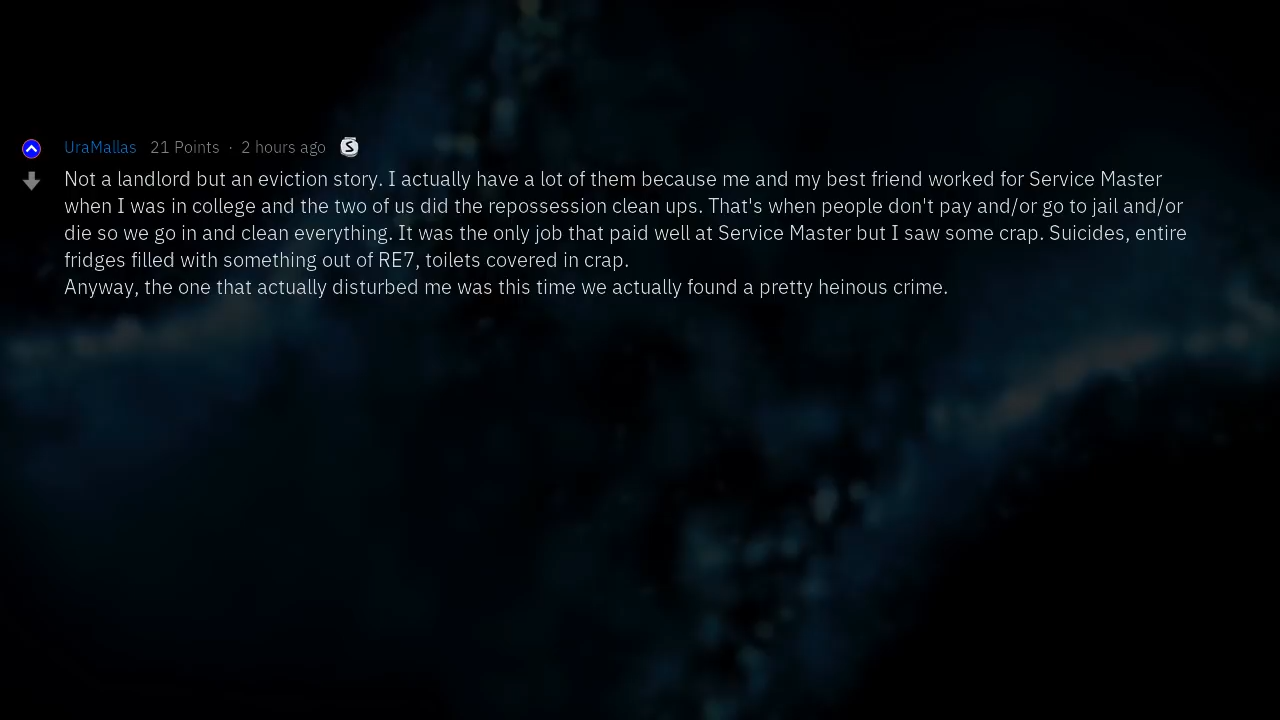 UraMallas 21 Points · 2 hours ago S
Not a landlord but an eviction story. I actually have a lot of them because me and my best friend worked for Service Master
when I was in college and the two of us did the repossession clean ups. That's when people don't pay and/or go to jail and/or
die so we go in and clean everything. It was the only job that paid well at Service Master but I saw some crap. Suicides, entire
fridges filled with something out of RE7, toilets covered in crap.
Anyway, the one that actually disturbed me was this time we actually found a pretty heinous crime.